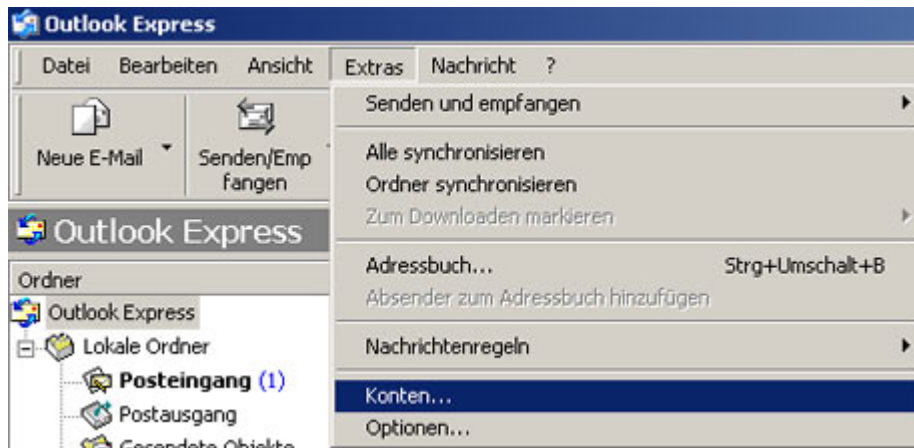 Outlook Express
Datei Bearbeiten Ansicht Extras Nachricht ?
Neue E-Mail
Senden/Emp
fangen
Outlook Express
Ordner
Outlook Express
Lokale Ordner
Posteingang (1)
Postausgang
Gesendete Objekte
Senden und empfangen
Alle synchronisieren
Ordner synchronisieren
Zum Downloaden markieren
Adressbuch... Strg+Umschalt+B
Absender zum Adressbuch hinzufügen
Nachrichtenregeln
Konten...
Optionen...